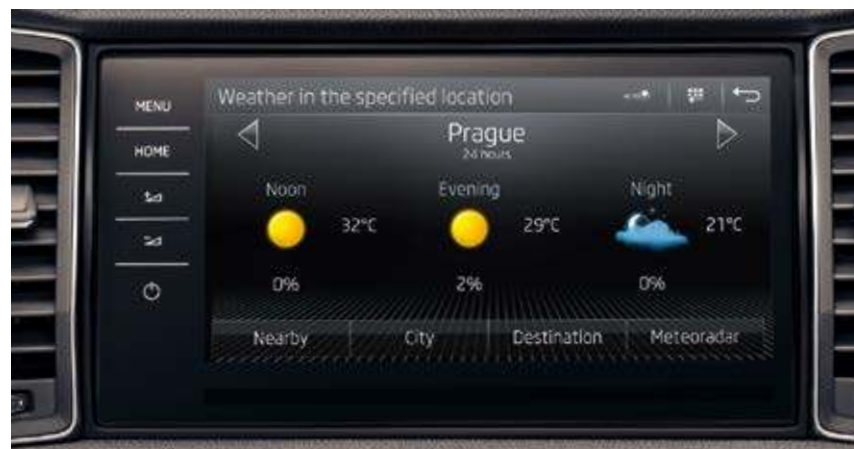 MENU
HOME
Weather in the specified location
Prague
24 hours
Noon
Evening
Night
32°C
29°C
21°C
0%
2%
0%
Nearby
City
Destination
Meteoradar